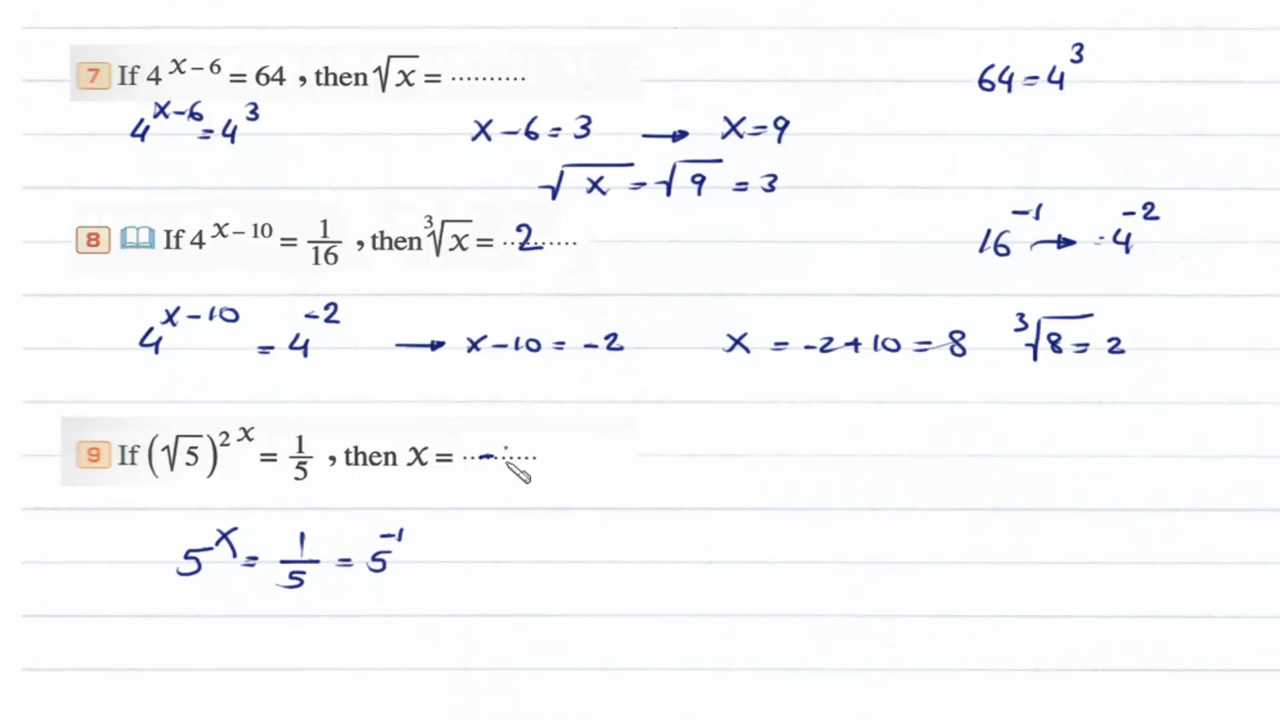 7 If 4^(x−6) = 64 , then √x = ..........
64 = 4^3
4^(x−6) = 4^3 x − 6 = 3 → x = 9
√x = √9 = 3
8 If 4^(x−10) = 1/16 , then ∛x = ..2......
16^(−1) → 4^(−2)
4^(x−10) = 4^(−2) → x − 10 = −2 x = −2 + 10 = 8 ∛8 = 2
9 If (√5)^(2x) = 1/5 , then x = ..−.......
5^x = 1/5 = 5^(−1)